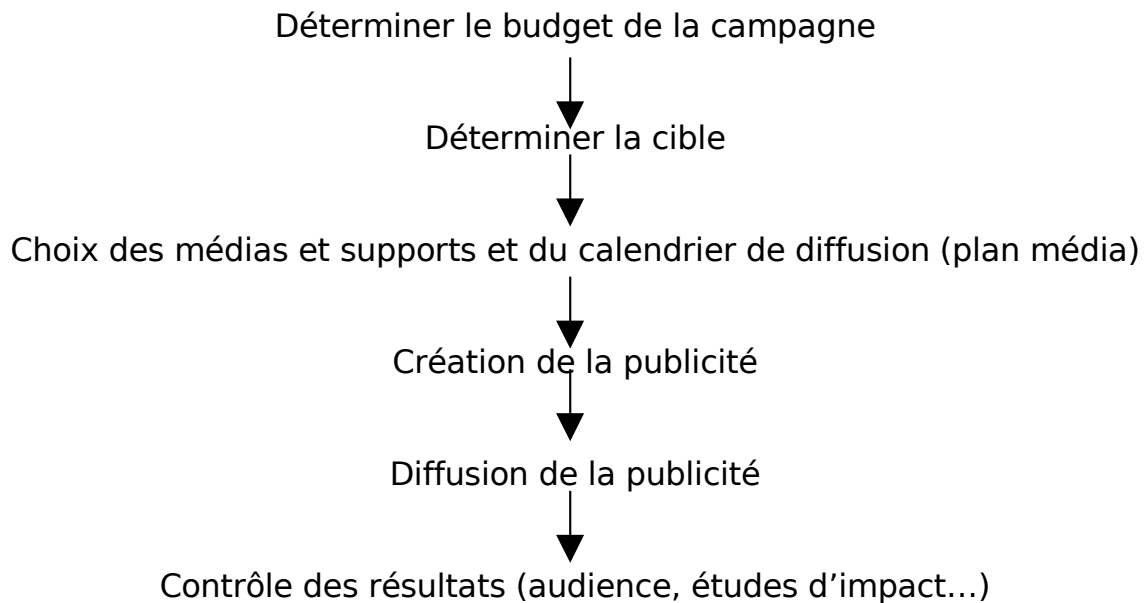 Déterminer le budget de la campagne
Déterminer la cible
Choix des médias et supports et du calendrier de diffusion (plan média)
Création de la publicité
Diffusion de la publicité
Contrôle des résultats (audience, études d’impact…)